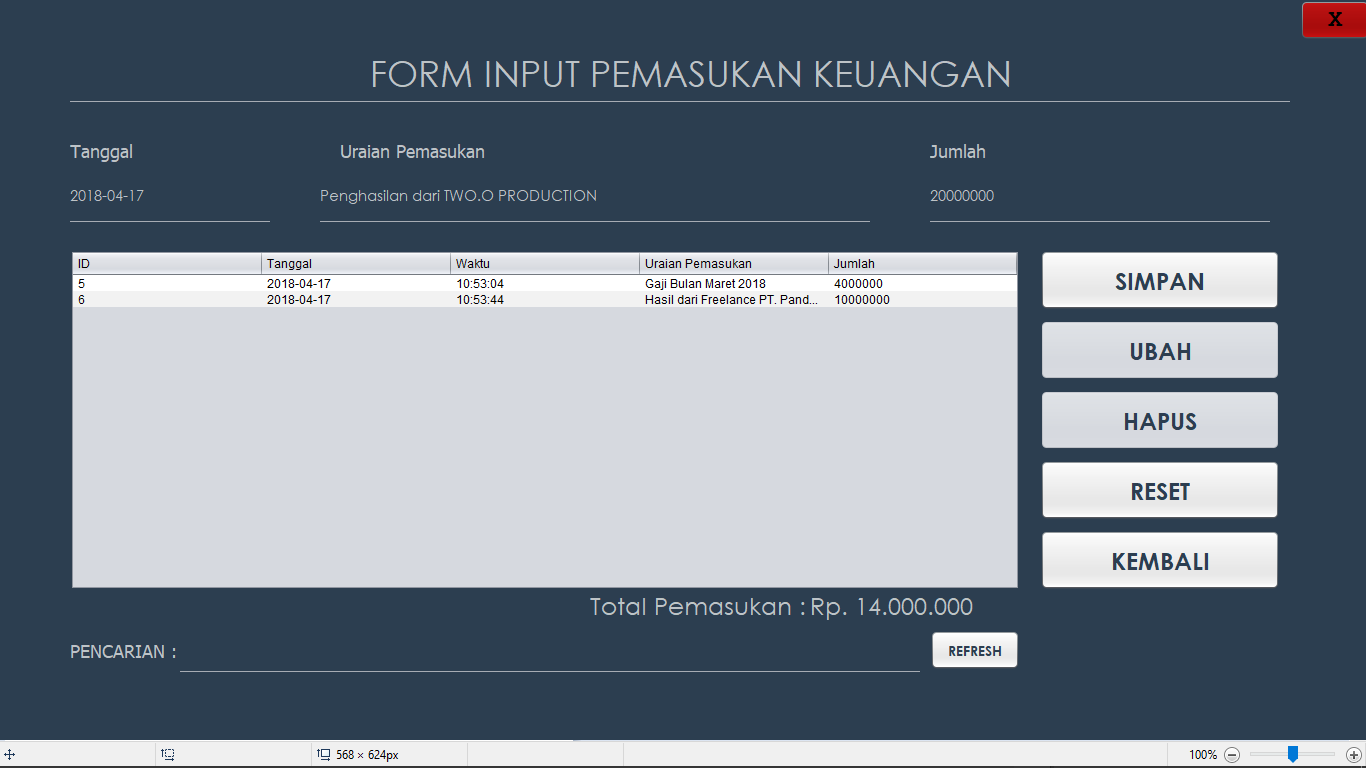 X
FORM INPUT PEMASUKAN KEUANGAN
Tanggal Uraian Pemasukan Jumlah
2018-04-17 Penghasilan dari TWO.O PRODUCTION 20000000
ID Tanggal Waktu Uraian Pemasukan Jumlah
5 2018-04-17 10:53:04 Gaji Bulan Maret 2018 4000000
6 2018-04-17 10:53:44 Hasil dari Freelance PT. Pand... 10000000
SIMPAN
UBAH
HAPUS
RESET
KEMBALI
Total Pemasukan : Rp. 14.000.000
PENCARIAN : REFRESH
568 × 624px 100%